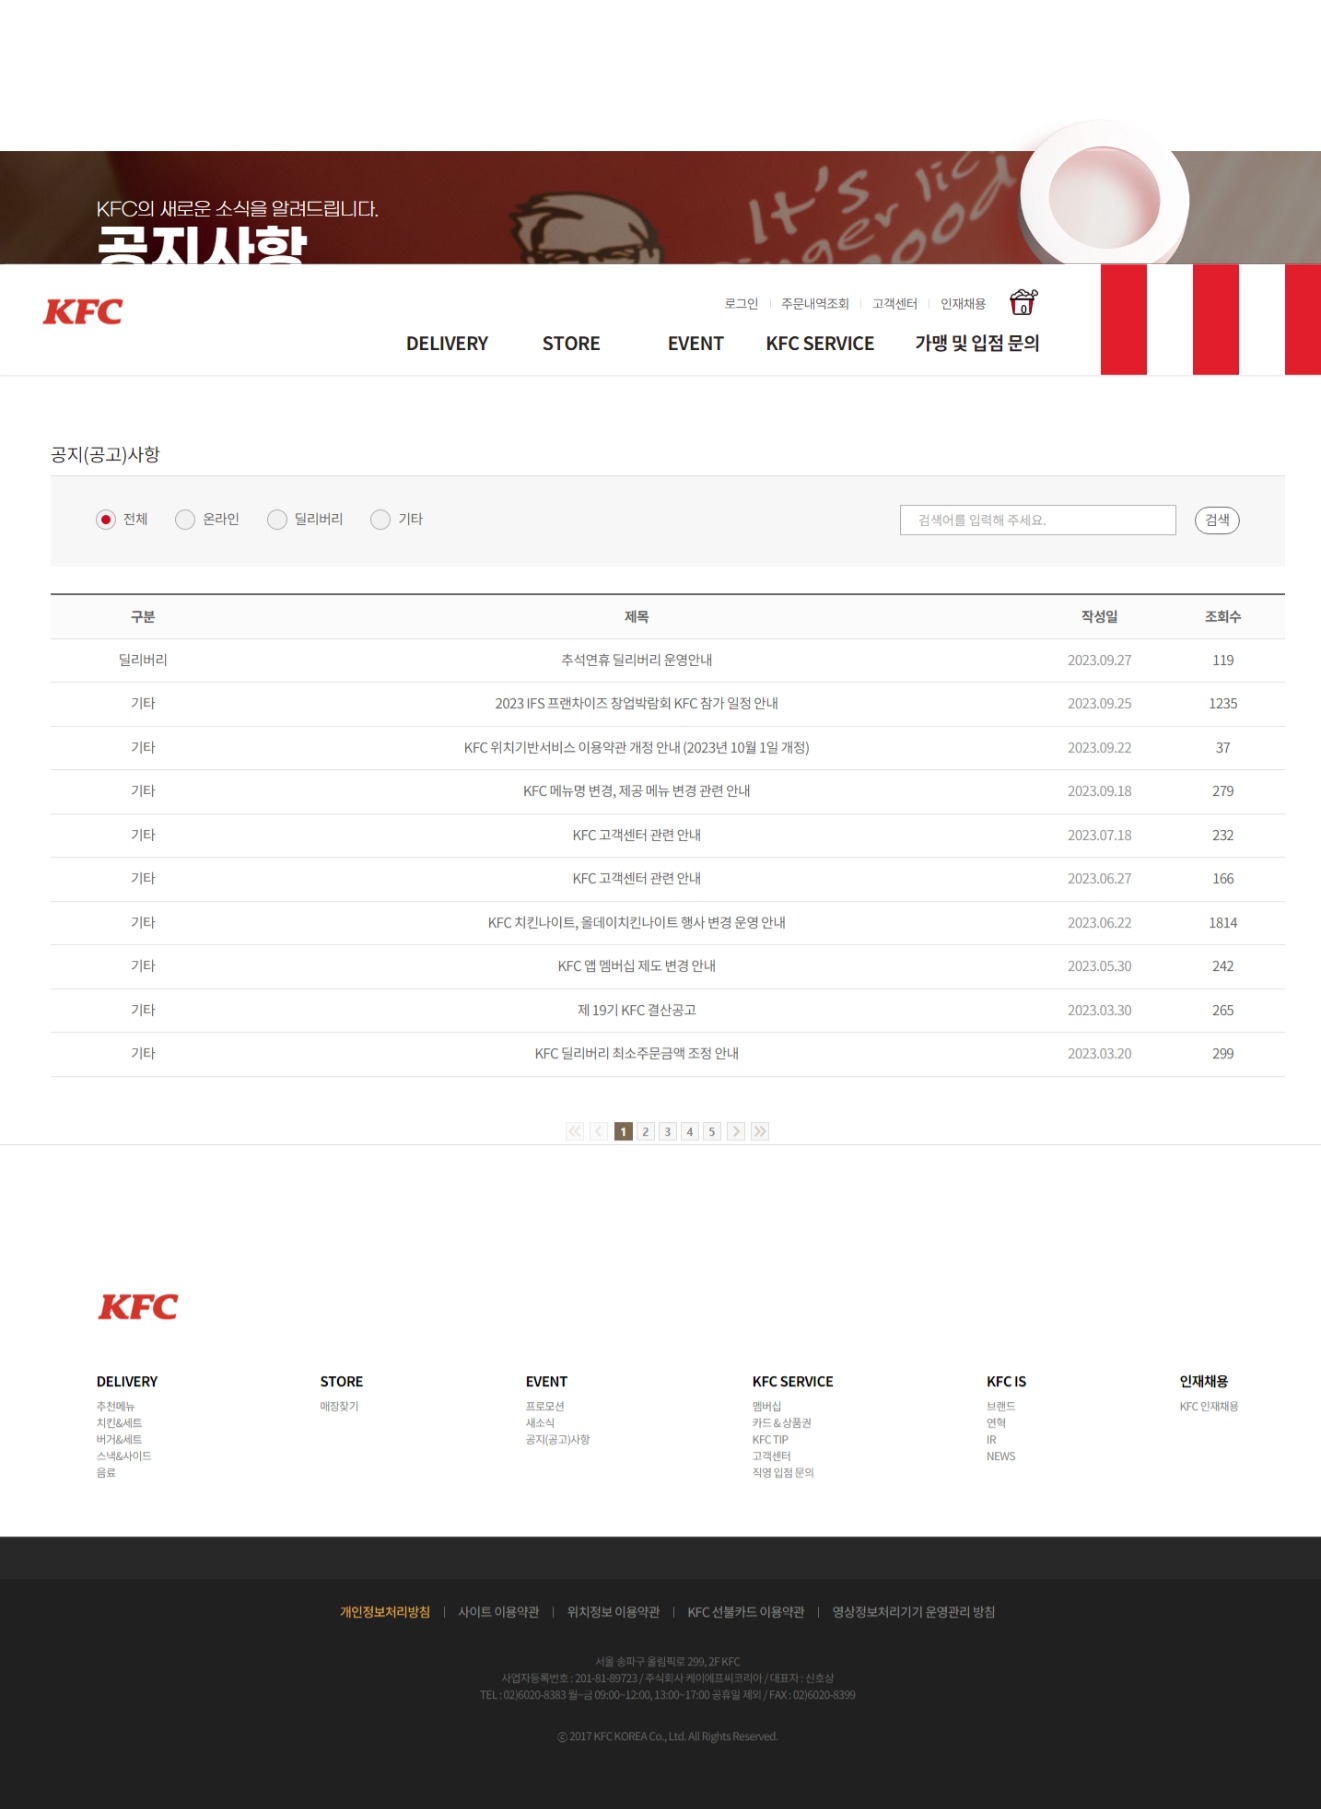 KFC의 새로운 소식을 알려드립니다.
공지사항
It's
finger lic
good
KFC
로그인 주문내역조회 고객센터 인재채용 0
DELIVERY STORE EVENT KFC SERVICE 가맹 및 입점 문의
공지(공고)사항
전체 온라인 딜리버리 기타 검색어를 입력해 주세요. 검색
구분 제목 작성일 조회수
딜리버리 추석연휴 딜리버리 운영안내 2023.09.27 119
기타 2023 IFS 프랜차이즈 창업박람회 KFC 참가 일정 안내 2023.09.25 1235
기타 KFC 위치기반서비스 이용약관 개정 안내 (2023년 10월 1일 개정) 2023.09.22 37
기타 KFC 메뉴명 변경, 제공 메뉴 변경 관련 안내 2023.09.18 279
기타 KFC 고객센터 관련 안내 2023.07.18 232
기타 KFC 고객센터 관련 안내 2023.06.27 166
기타 KFC 치킨나이트, 올데이치킨나이트 행사 변경 운영 안내 2023.06.22 1814
기타 KFC 앱 멤버십 제도 변경 안내 2023.05.30 242
기타 제 19기 KFC 결산공고 2023.03.30 265
기타 KFC 딜리버리 최소주문금액 조정 안내 2023.03.20 299
1 2 3 4 5
KFC
DELIVERY STORE EVENT KFC SERVICE KFC IS 인재채용
추천메뉴 매장찾기 프로모션 멤버십 브랜드 KFC 인재채용
치킨&세트 새소식 카드 & 상품권 연혁
버거&세트 공지(공고)사항 KFC TIP IR
스낵&사이드 고객센터 NEWS
음료 직영 입점 문의
개인정보처리방침 | 사이트 이용약관 | 위치정보 이용약관 | KFC 선불카드 이용약관 | 영상정보처리기기 운영관리 방침
서울 송파구 올림픽로 299, 2F KFC
사업자등록번호 : 201-81-89723 / 주식회사 케이에프씨코리아 / 대표자 : 신호상
TEL : 02)6020-8383 월~금 09:00~12:00, 13:00~17:00 공휴일 제외 / FAX : 02)6020-8399
ⓒ 2017 KFC KOREA Co., Ltd. All Rights Reserved.